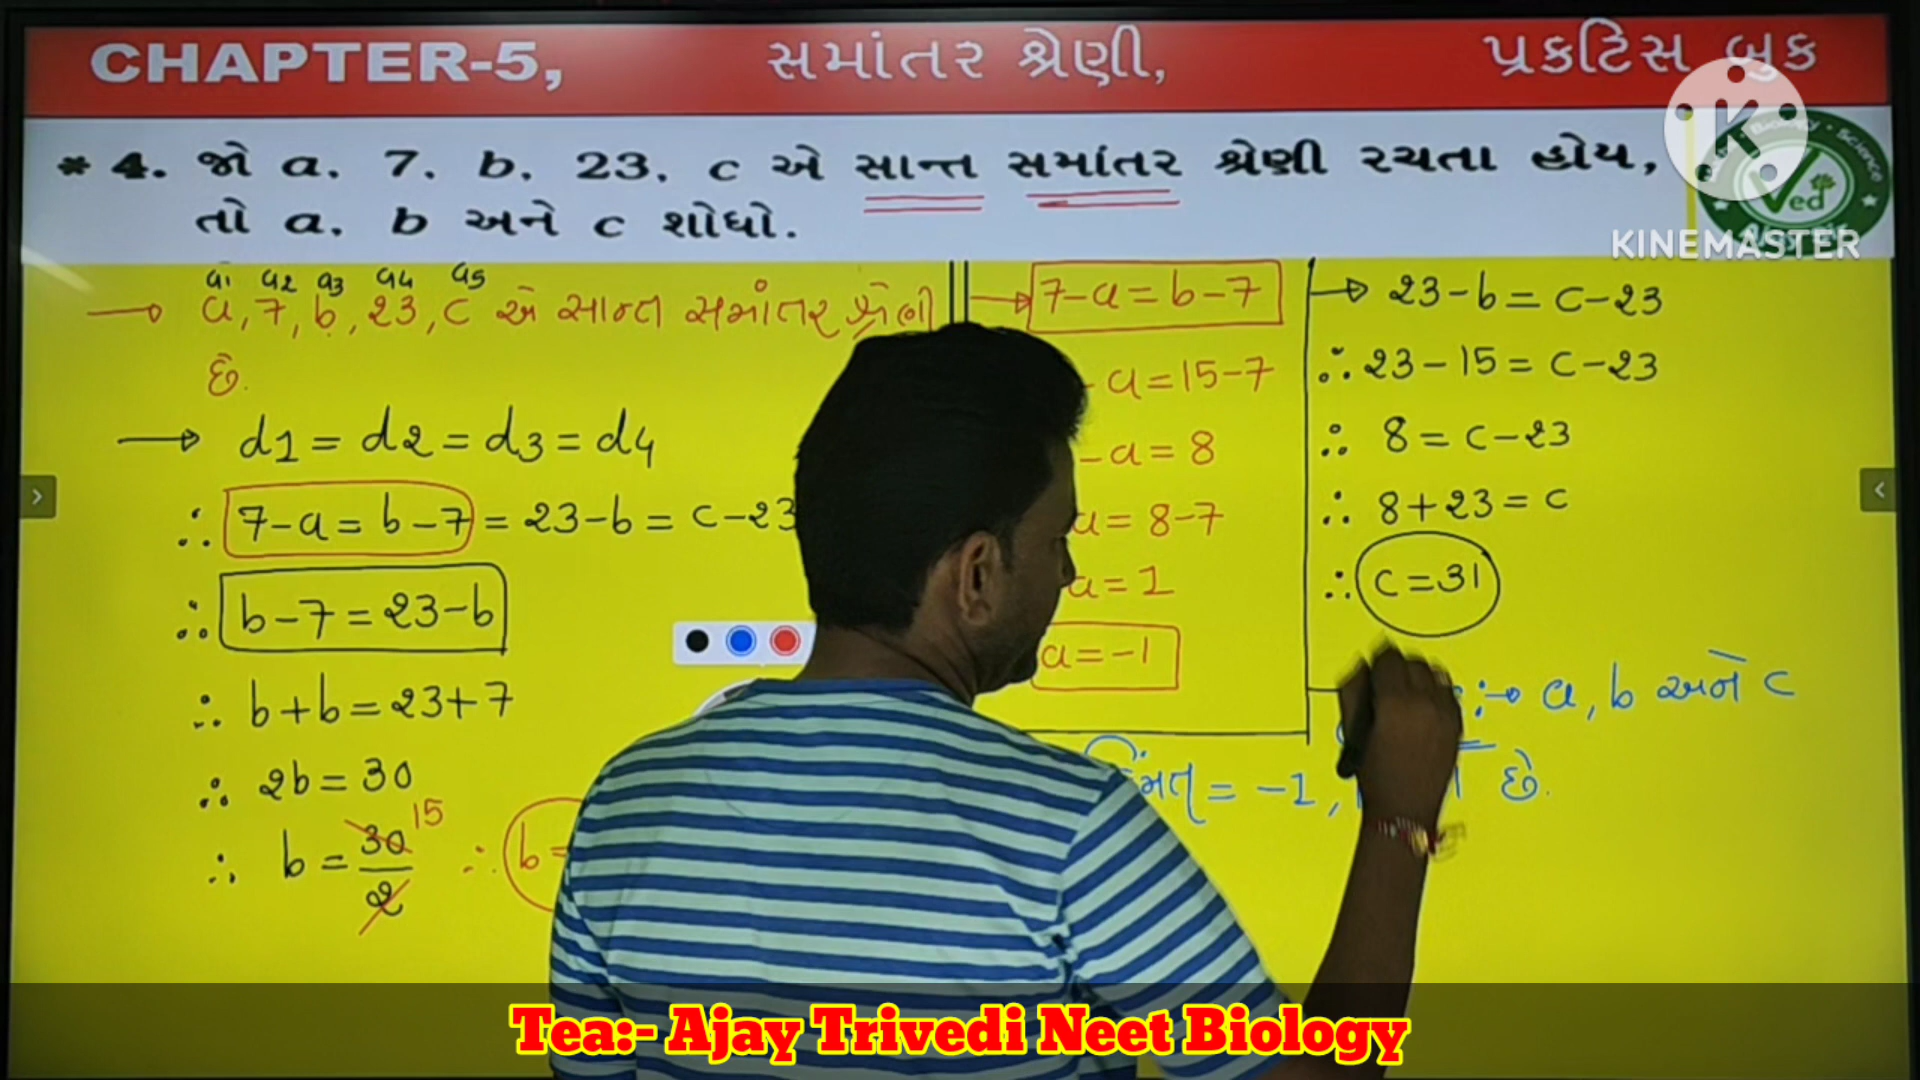 CHAPTER-5, સમાંતર શ્રેણી, પ્રકટિસ બુક
* 4. જો a, 7, b, 23, c એ સાન્ત સમાંતર શ્રેણી રચતા હોય,
તો a, b અને c શોધો.
KINEMASTER
Ved
a1 a2 a3 a4 a5
→ a, 7, b, 23, c એ સાન્ત સમાંતર શ્રેણી
છે.
→ d1 = d2 = d3 = d4
∴ 7-a = b-7 = 23-b = c-23
∴ b-7 = 23-b
∴ b+b = 23+7
∴ 2b = 30
∴ b = 30/2 15 ∴ b =
→ 7-a = b-7
-a = 15-7
-a = 8
a = 8-7
a = 1
a = -1
→ 23-b = c-23
∴ 23-15 = c-23
∴ 8 = c-23
∴ 8+23 = c
∴ c = 31
:→ a, b અને c
= -1, છે.
Tea:- Ajay Trivedi Neet Biology